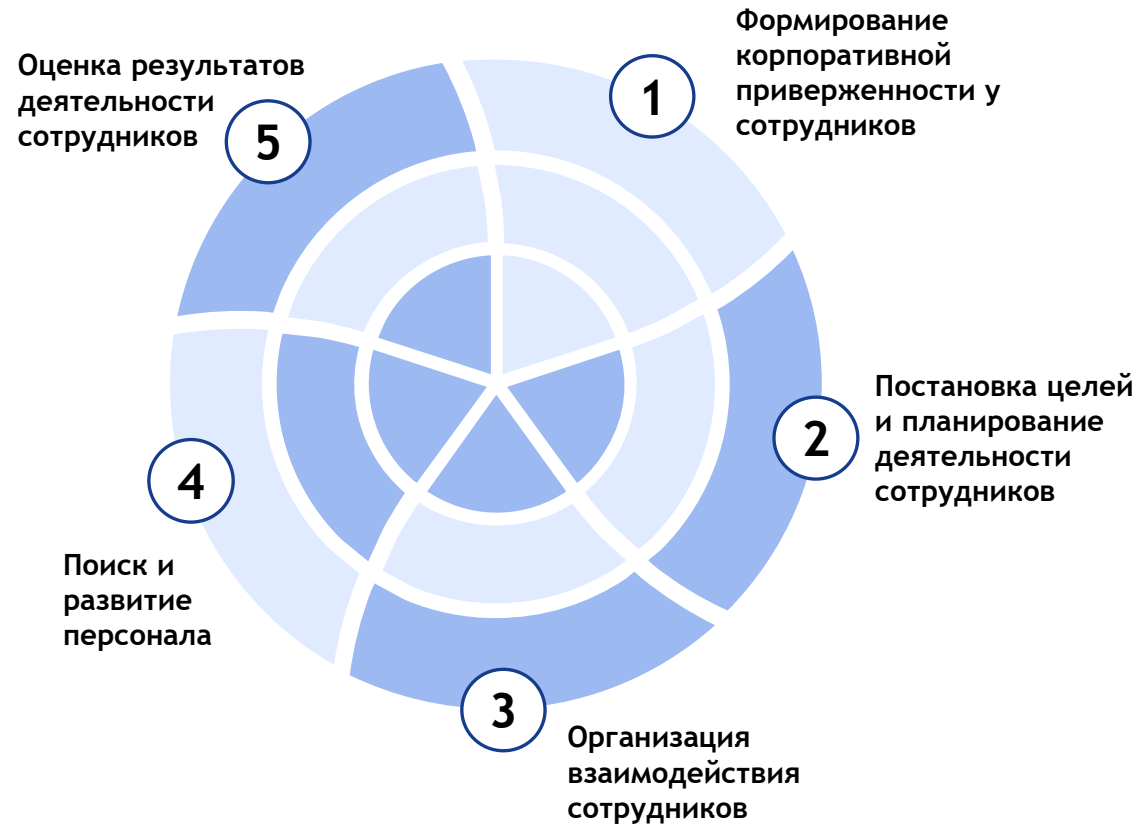 1
Формирование
корпоративной
приверженности у
сотрудников
2
Постановка целей
и планирование
деятельности
сотрудников
3
Организация
взаимодействия
сотрудников
4
Поиск и
развитие
персонала
5
Оценка результатов
деятельности
сотрудников